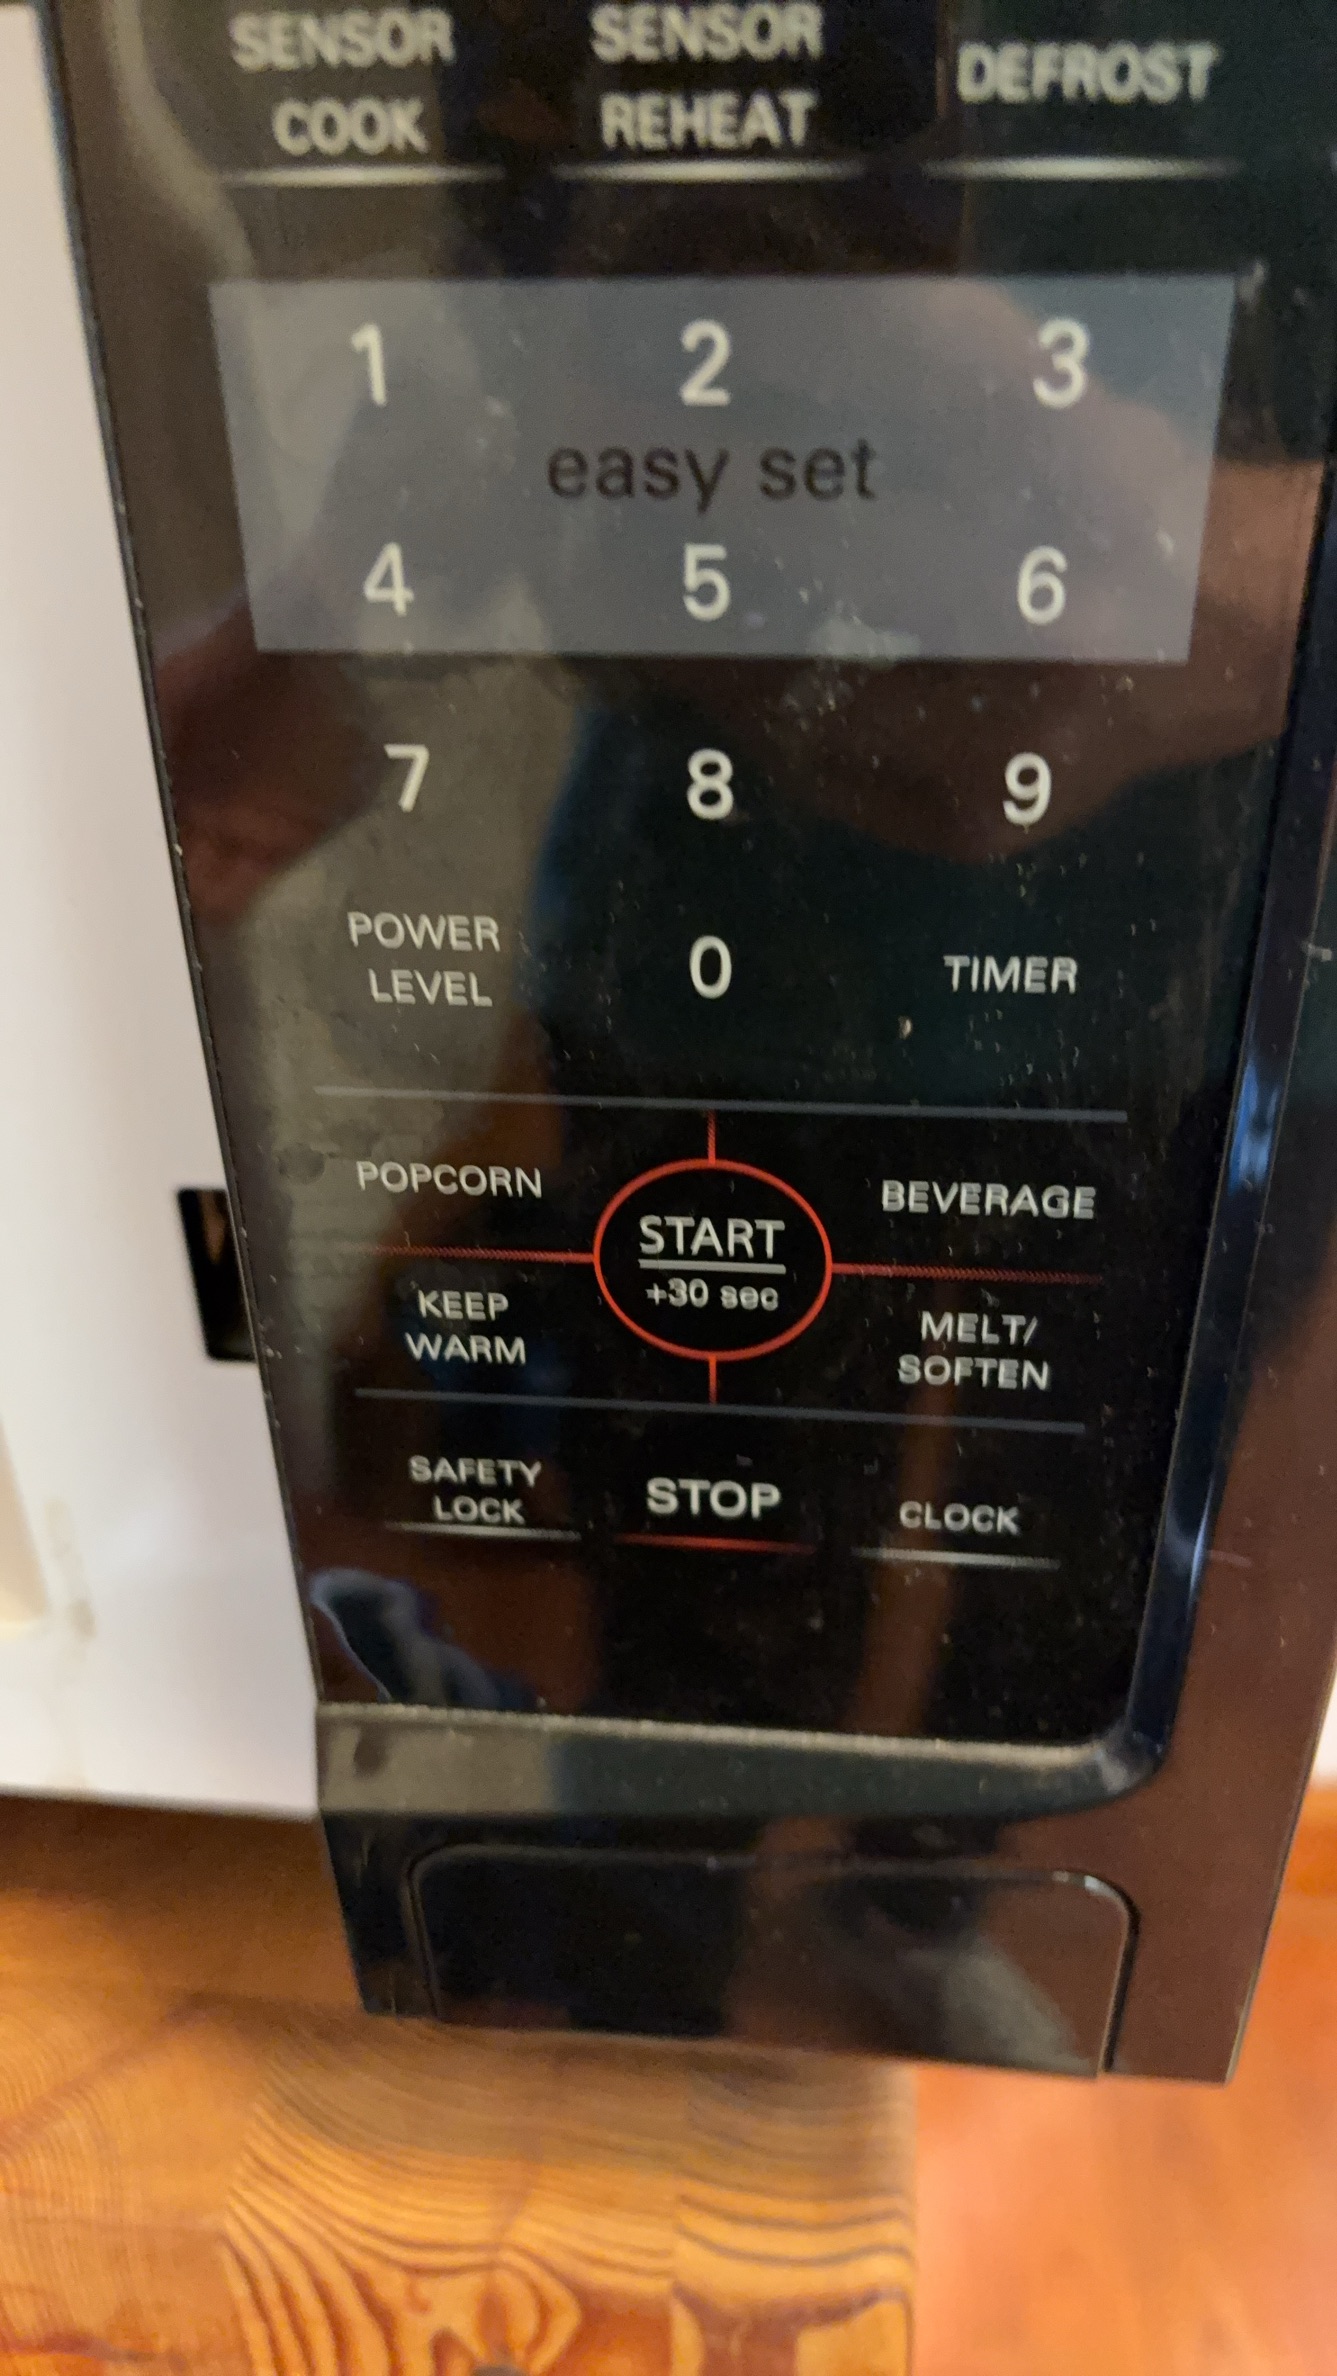 SENSOR COOK
SENSOR REHEAT
DEFROST
1 2 3
easy set
4 5 6
7 8 9
POWER LEVEL
0
TIMER
POPCORN
START
+30 sec
BEVERAGE
KEEP WARM
MELT/
SOFTEN
SAFETY LOCK
STOP
CLOCK